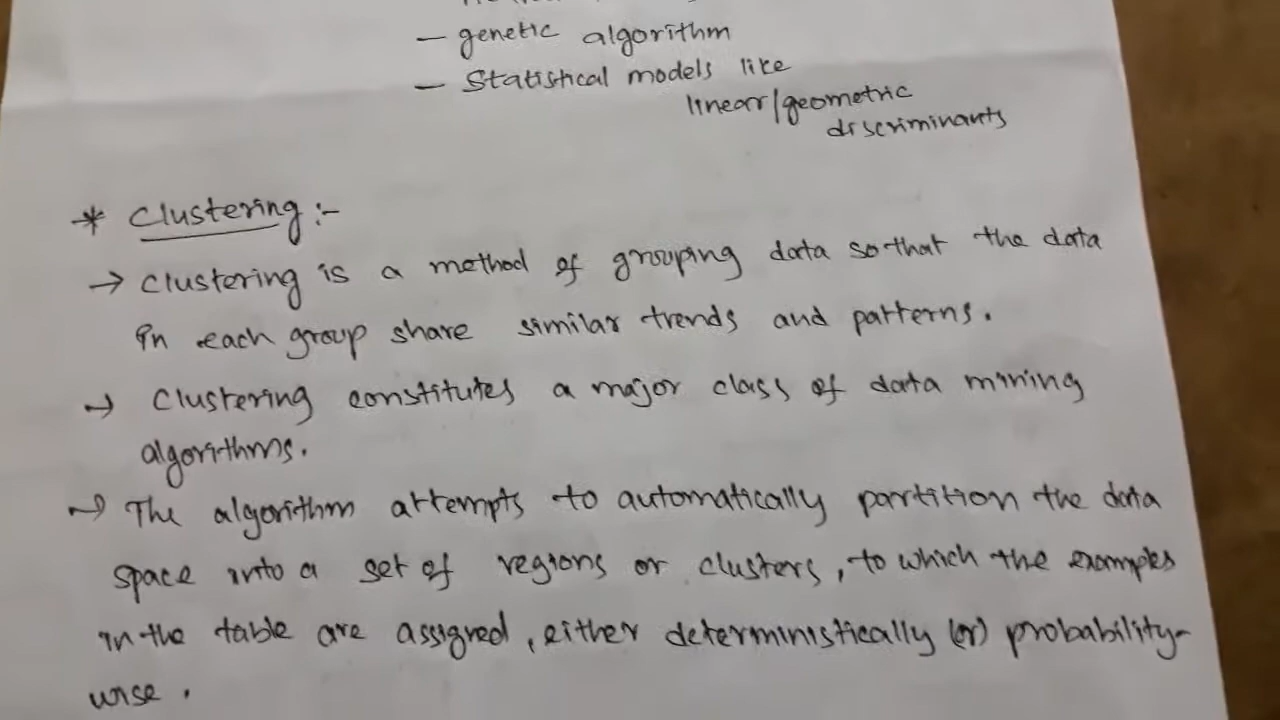 - genetic algorithm
- Statistical models like
linear/geometric
discriminants
* Clustering :-
→ Clustering is a method of grouping data so that the data
in each group share similar trends and patterns.
→ Clustering constitutes a major class of data mining
algorithms.
→ The algorithm attempts to automatically partition the data
space into a set of regions or clusters, to which the examples
in the table are assigned, either deterministically (or) probability-
wise.